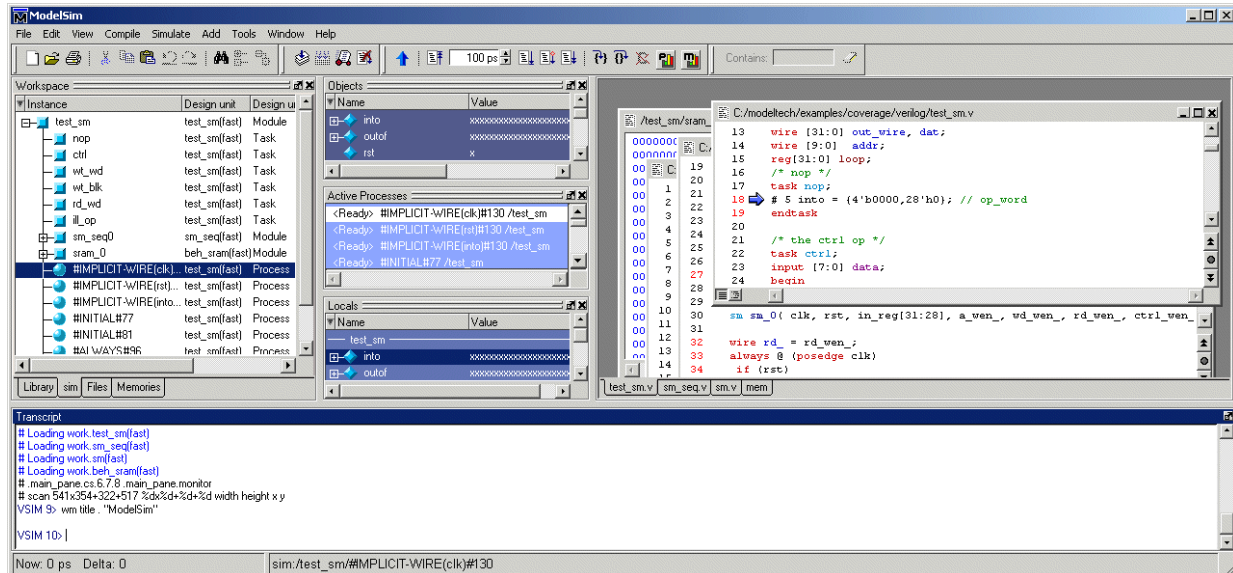 ModelSim
File Edit View Compile Simulate Add Tools Window Help
100 ps
Contains:
Workspace
Instance Design unit Design u
test_sm test_sm(fast) Module
nop test_sm(fast) Task
ctrl test_sm(fast) Task
wt_wd test_sm(fast) Task
wt_blk test_sm(fast) Task
rd_wd test_sm(fast) Task
ill_op test_sm(fast) Task
sm_seq0 sm_seq(fast) Module
sram_0 beh_sram(fast) Module
#IMPLICIT-WIRE(clk)... test_sm(fast) Process
#IMPLICIT-WIRE(rst)... test_sm(fast) Process
#IMPLICIT-WIRE(into... test_sm(fast) Process
#INITIAL#77 test_sm(fast) Process
#INITIAL#81 test_sm(fast) Process
#ALWAYS#96 test_sm(fast) Process
Library sim Files Memories
Objects
Name Value
into
outof
rst x
Active Processes
<Ready> #IMPLICIT-WIRE(clk)#130 /test_sm
<Ready> #IMPLICIT-WIRE(rst)#130 /test_sm
<Ready> #IMPLICIT-WIRE(into)#130 /test_sm
<Ready> #INITIAL#77 /test_sm
Locals
Name Value
test_sm
into
outof
/test_sm/sram_
C:/modeltech/examples/coverage/verilog/test_sm.v
13 wire [31:0] out_wire, dat;
14 wire [9:0] addr;
15 reg[31:0] loop;
16 /* nop */
17 task nop;
18 # 5 into = {4'b0000,28'h0}; // op_word
19 endtask
20
21 /* the ctrl op */
22 task ctrl;
23 input [7:0] data;
24 begin
30 sm sm_0( clk, rst, in_reg[31:28], a_wen_, wd_wen_, rd_wen_, ctrl_wen_
31
32 wire rd_ = rd_wen_;
33 always @ (posedge clk)
34 if (rst)
test_sm.v sm_seq.v sm.v mem
Transcript
# Loading work.test_sm(fast)
# Loading work.sm_seq(fast)
# Loading work.sm(fast)
# Loading work.beh_sram(fast)
# .main_pane.cs.6.7.8 .main_pane.monitor
# scan 541x354+322+517 %dx%d+%d+%d width height x y
VSIM 9> wm title . "ModelSim"
VSIM 10>
Now: 0 ps Delta: 0 sim:/test_sm/#IMPLICIT-WIRE(clk)#130